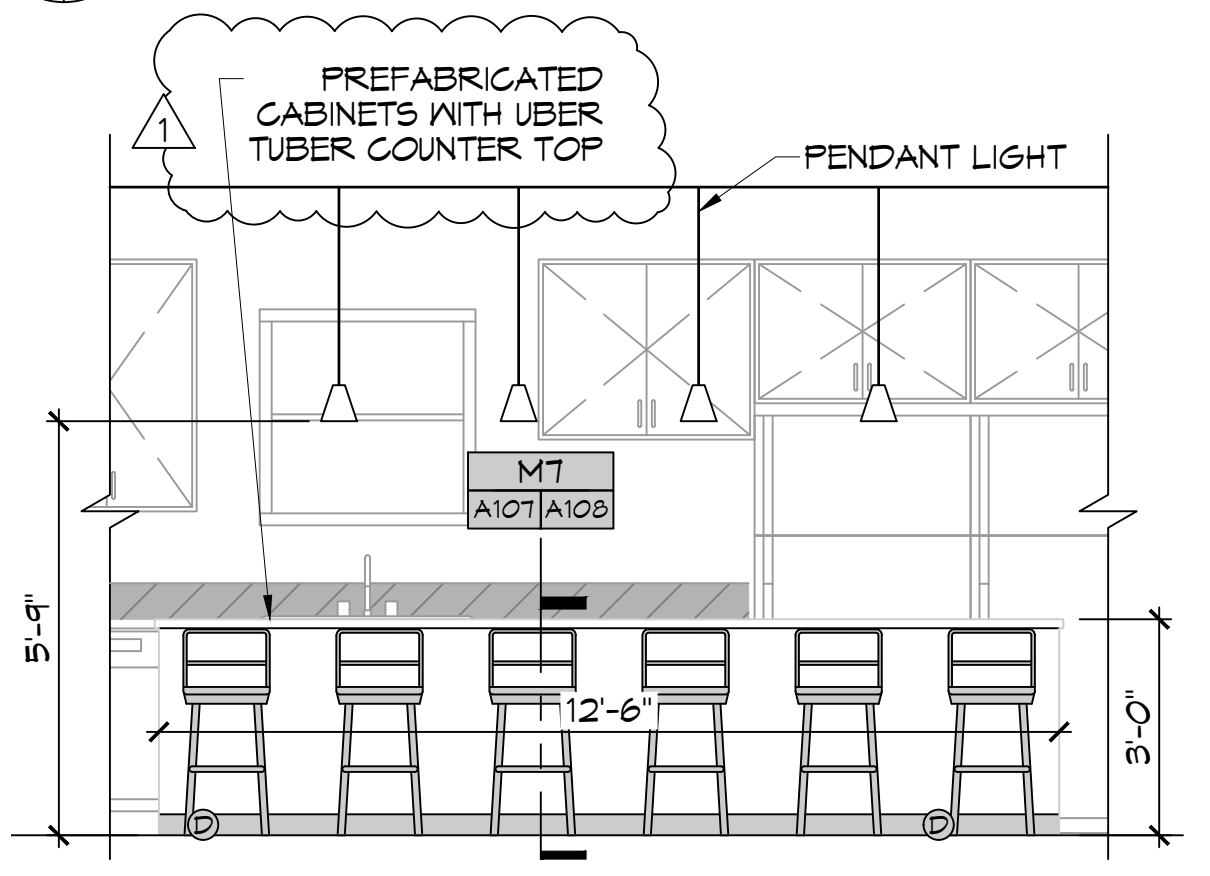 PREFABRICATED
CABINETS WITH UBER
TUBER COUNTER TOP
1
PENDANT LIGHT
M7
A107 A108
5'-9"
12'-6"
3'-0"
D
D